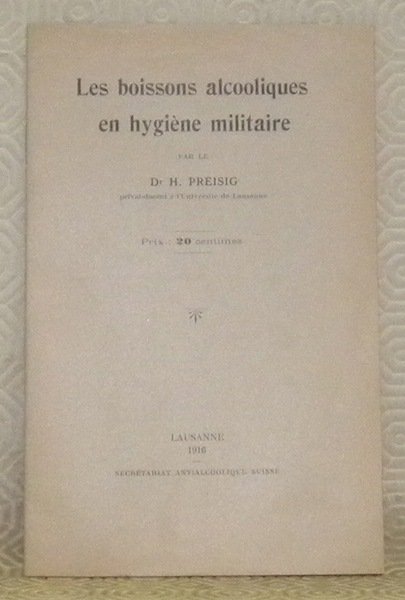 Les boissons alcooliques
en hygiène militaire
PAR LE
Dr H. PREISIG
privat-docent à l'Université de Lausanne
Prix : 20 centimes
LAUSANNE
1916
SECRÉTARIAT ANTIALCOOLIQUE SUISSE